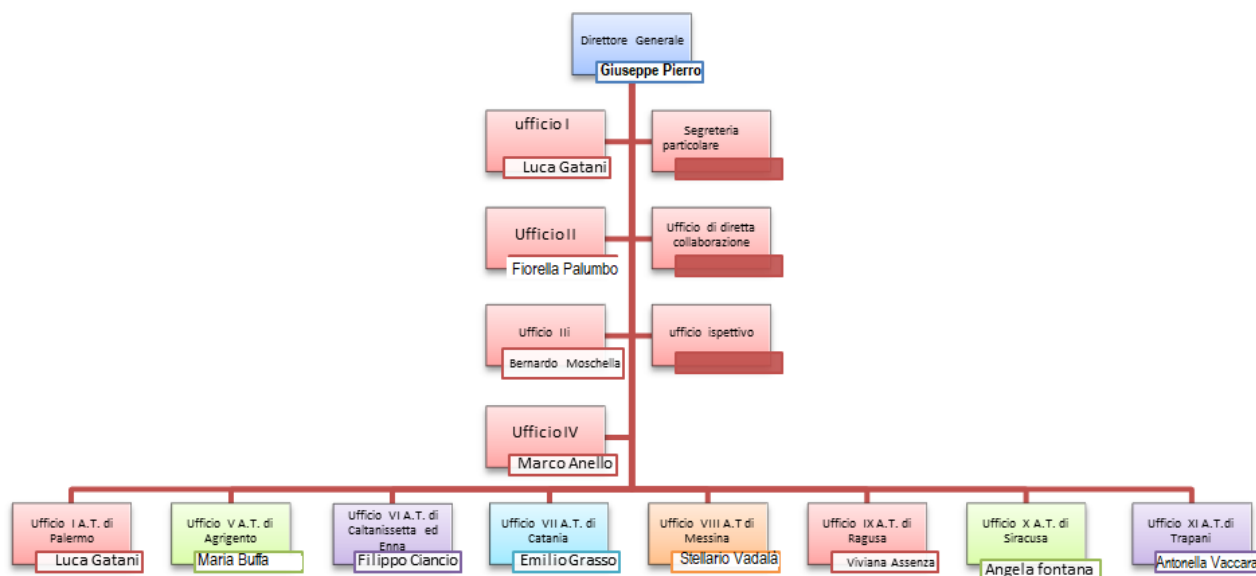 Direttore Generale
Giuseppe Pierro
ufficio I
Luca Gatani
Segreteria
particolare
Ufficio II
Fiorella Palumbo
Ufficio di diretta
collaborazione
Ufficio IIi
Bernardo Moschella
ufficio ispettivo
Ufficio IV
Marco Anello
Ufficio I A.T. di
Palermo
Luca Gatani
Ufficio V A.T. di
Agrigento
Maria Buffa
Ufficio VI A.T. di
Caltanissetta ed
Enna
Filippo Ciancio
Ufficio VII A.T. di
Catania
Emilio Grasso
Ufficio VIII A.T di
Messina
Stellario Vadalà
Ufficio IX A.T. di
Ragusa
Viviana Assenza
Ufficio X A.T. di
Siracusa
Angela fontana
Ufficio XI A.T.di
Trapani
Antonella Vaccara